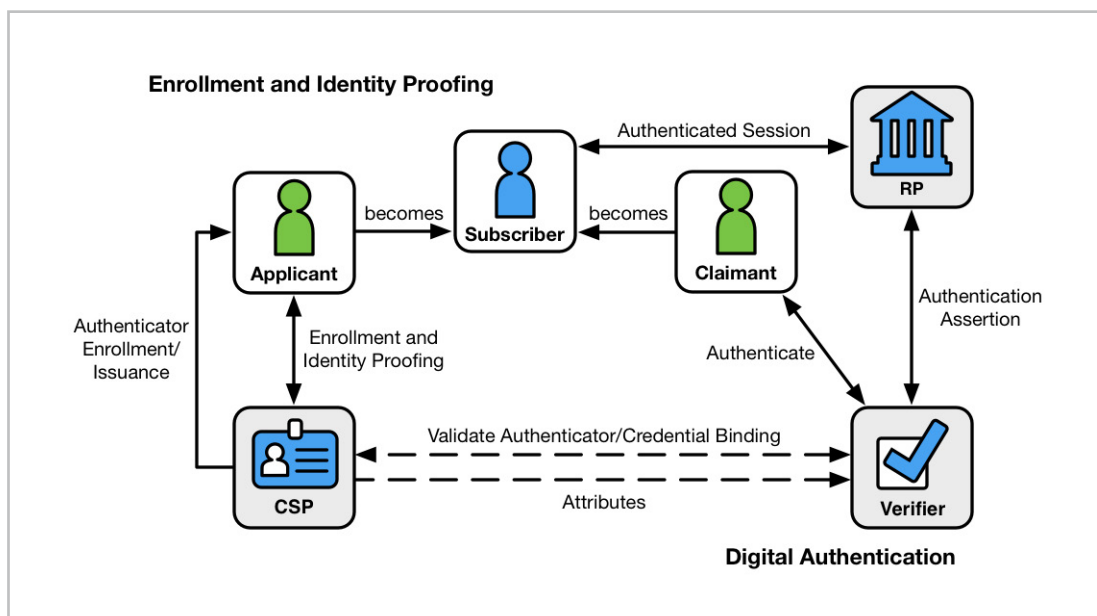 Enrollment and Identity Proofing
Authenticated Session
RP
becomes
Subscriber
becomes
Applicant
Claimant
Authenticator
Enrollment/
Issuance
Enrollment and
Identity Proofing
Authenticate
Authentication
Assertion
Validate Authenticator/Credential Binding
CSP
Attributes
Verifier
Digital Authentication